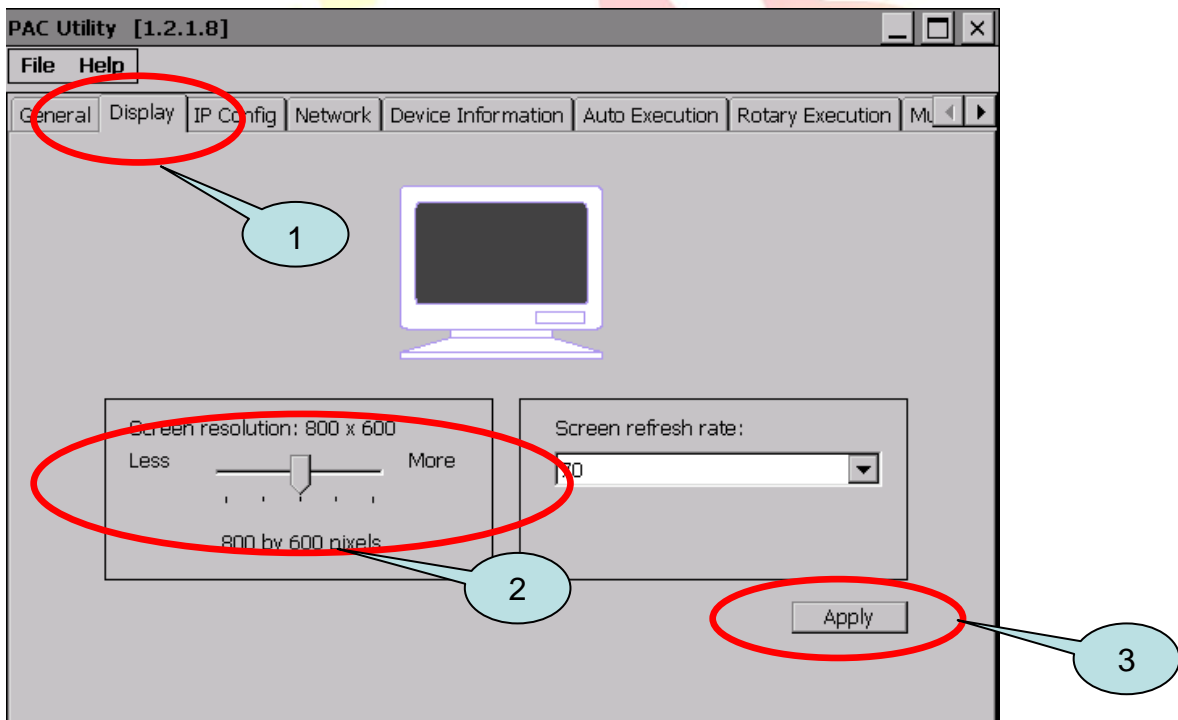 PAC Utility [1.2.1.8]
File Help
General Display IP Config Network Device Information Auto Execution Rotary Execution
1
Screen resolution: 800 x 600
Less More
800 by 600 pixels
Screen refresh rate:
70
2
Apply
3